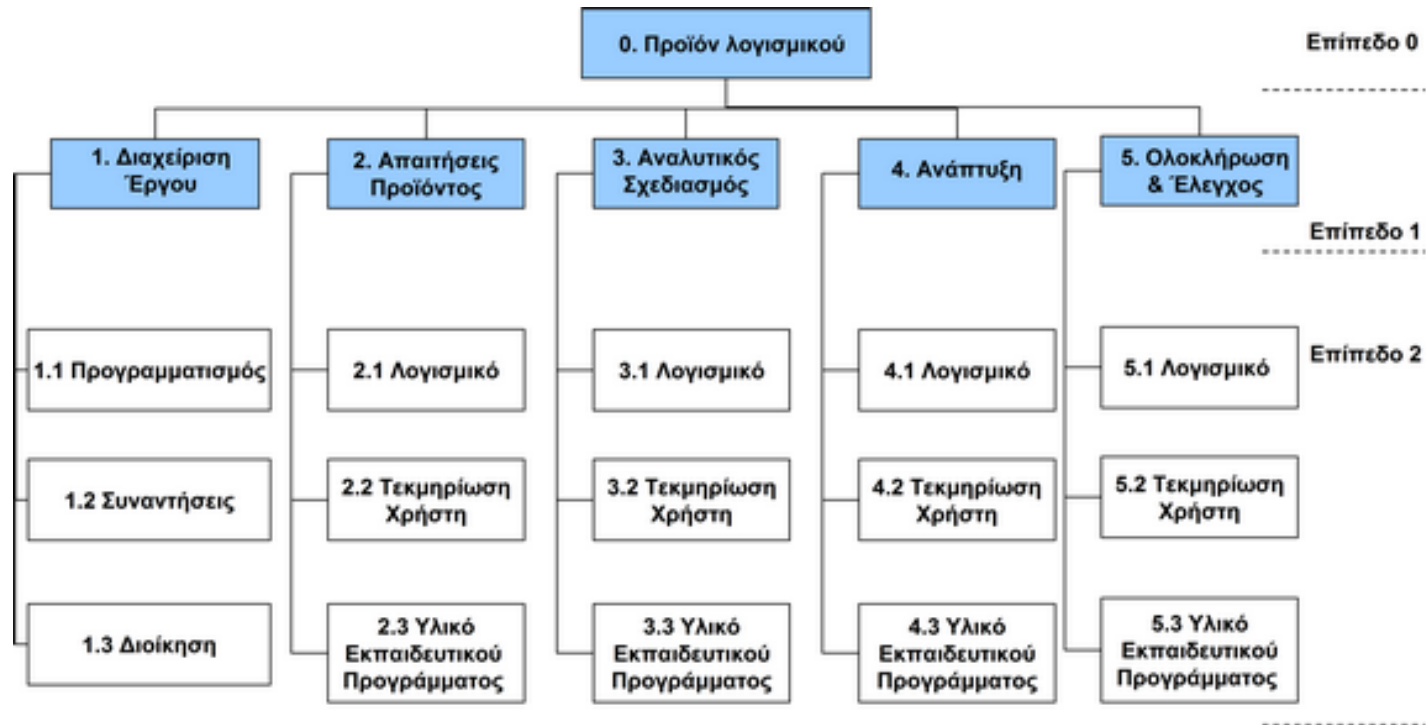 0. Προϊόν λογισμικού
Επίπεδο 0
1. Διαχείριση
Έργου
2. Απαιτήσεις
Προϊόντος
3. Αναλυτικός
Σχεδιασμός
4. Ανάπτυξη
5. Ολοκλήρωση
& Έλεγχος
Επίπεδο 1
1.1 Προγραμματισμός
2.1 Λογισμικό
3.1 Λογισμικό
4.1 Λογισμικό
5.1 Λογισμικό
Επίπεδο 2
1.2 Συναντήσεις
2.2 Τεκμηρίωση
Χρήστη
3.2 Τεκμηρίωση
Χρήστη
4.2 Τεκμηρίωση
Χρήστη
5.2 Τεκμηρίωση
Χρήστη
1.3 Διοίκηση
2.3 Υλικό
Εκπαιδευτικού
Προγράμματος
3.3 Υλικό
Εκπαιδευτικού
Προγράμματος
4.3 Υλικό
Εκπαιδευτικού
Προγράμματος
5.3 Υλικό
Εκπαιδευτικού
Προγράμματος